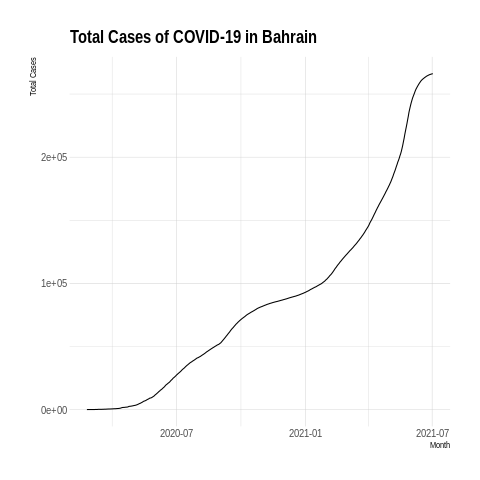 Total Cases of COVID-19 in Bahrain
Total Cases
2e+05
1e+05
0e+00
2020-07 2021-01 2021-07
Month